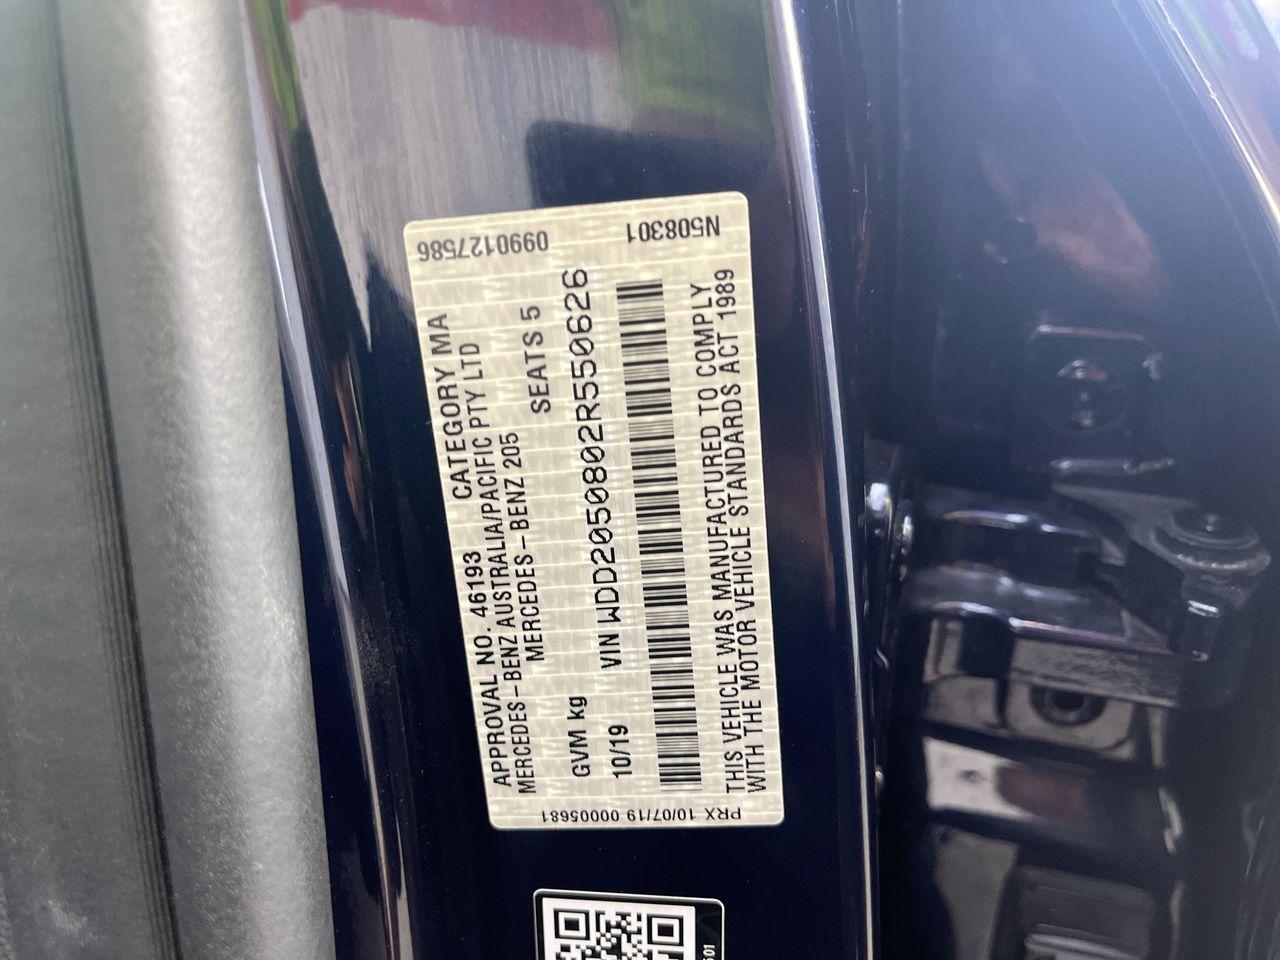 0990127586
N508301
APPROVAL NO. 46193 CATEGORY MA
MERCEDES-BENZ AUSTRALIA/PACIFIC PTY LTD
MERCEDES-BENZ 205
SEATS 5
GVM kg
10/19
VIN WDD2050802R550626
THIS VEHICLE WAS MANUFACTURED TO COMPLY
WITH THE MOTOR VEHICLE STANDARDS ACT 1989
PRX 10/07/19 000005681